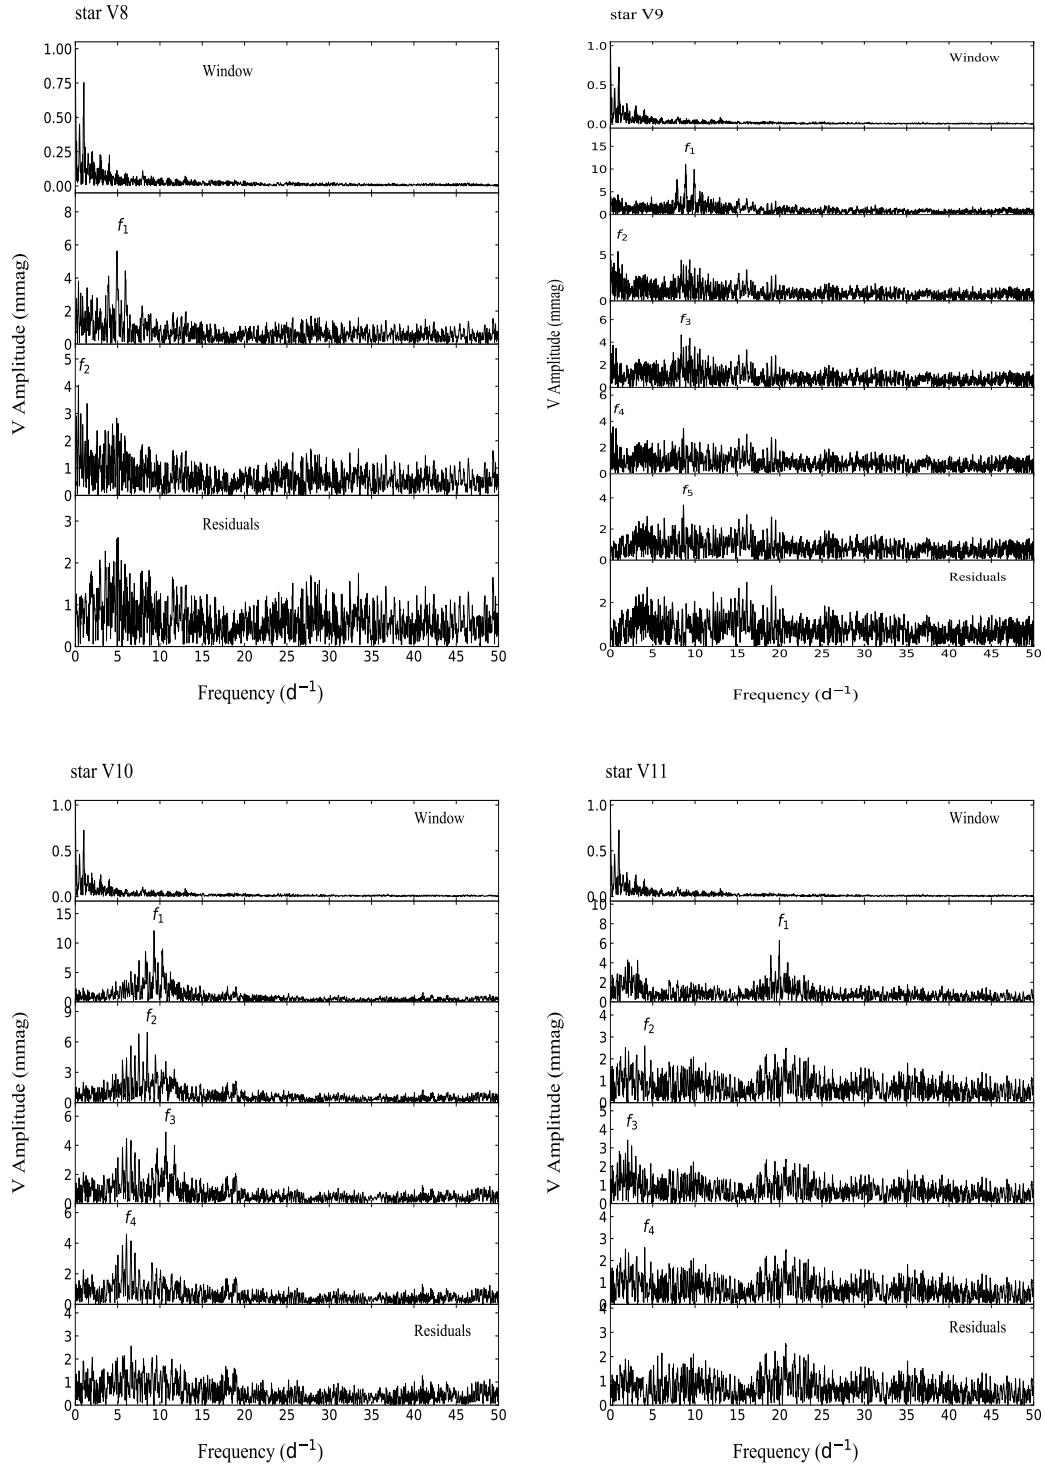 star V8
1.00
0.75
0.50
0.25
0.00
Window
8
6
4
2
0
f1
5
4
3
2
1
0
f2
3
2
1
0
Residuals
0 5 10 15 20 25 30 35 40 45 50
V Amplitude (mmag)
Frequency (d−1)
star V9
1.0
0.5
0.0
Window
15
10
5
0
f1
5
0
f2
6
4
2
0
f3
6
4
2
0
f4
4
2
0
f5
2
0
Residuals
0 5 10 15 20 25 30 35 40 45 50
V Amplitude (mmag)
Frequency (d−1)
star V10
1.0
0.5
0.0
Window
15
10
5
0
f1
9
6
3
0
f2
6
4
2
0
f3
6
4
2
0
f4
4
3
2
1
0
Residuals
0 5 10 15 20 25 30 35 40 45 50
V Amplitude (mmag)
Frequency (d−1)
star V11
1.0
0.5
0.0
Window
10
8
6
4
2
0
f1
4
3
2
1
0
f2
5
4
3
2
1
0
f3
4
3
2
1
0
f4
4
3
2
1
0
Residuals
0 5 10 15 20 25 30 35 40 45 50
V Amplitude (mmag)
Frequency (d−1)